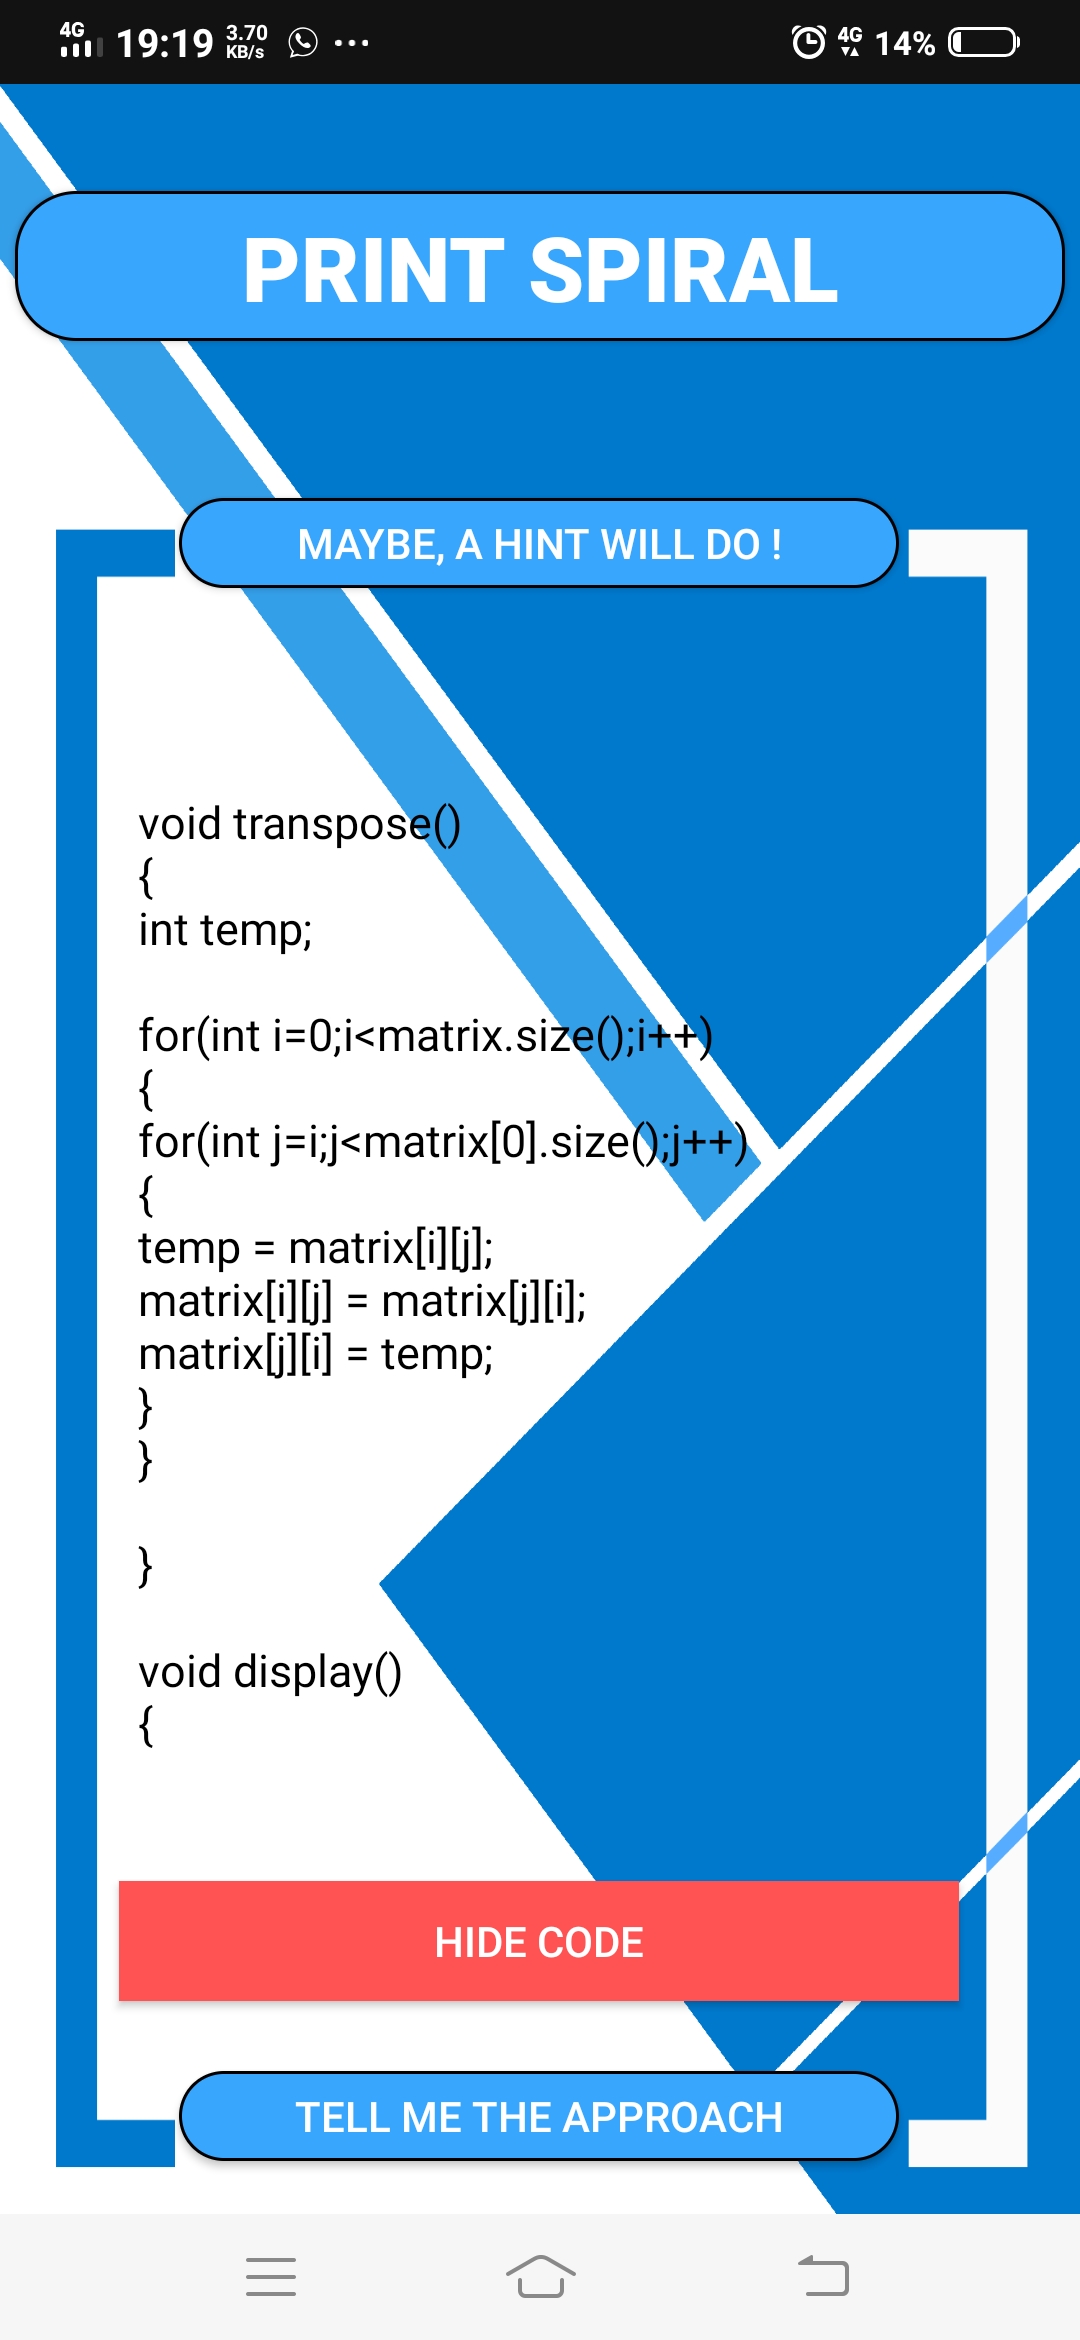 4G 19:19 3.70 KB/s 4G 14%
PRINT SPIRAL
MAYBE, A HINT WILL DO !
void transpose()
{
int temp;
for(int i=0;i<matrix.size();i++)
{
for(int j=i;j<matrix[0].size();j++)
{
temp = matrix[i][j];
matrix[i][j] = matrix[j][i];
matrix[j][i] = temp;
}
}
}
void display()
{
HIDE CODE
TELL ME THE APPROACH